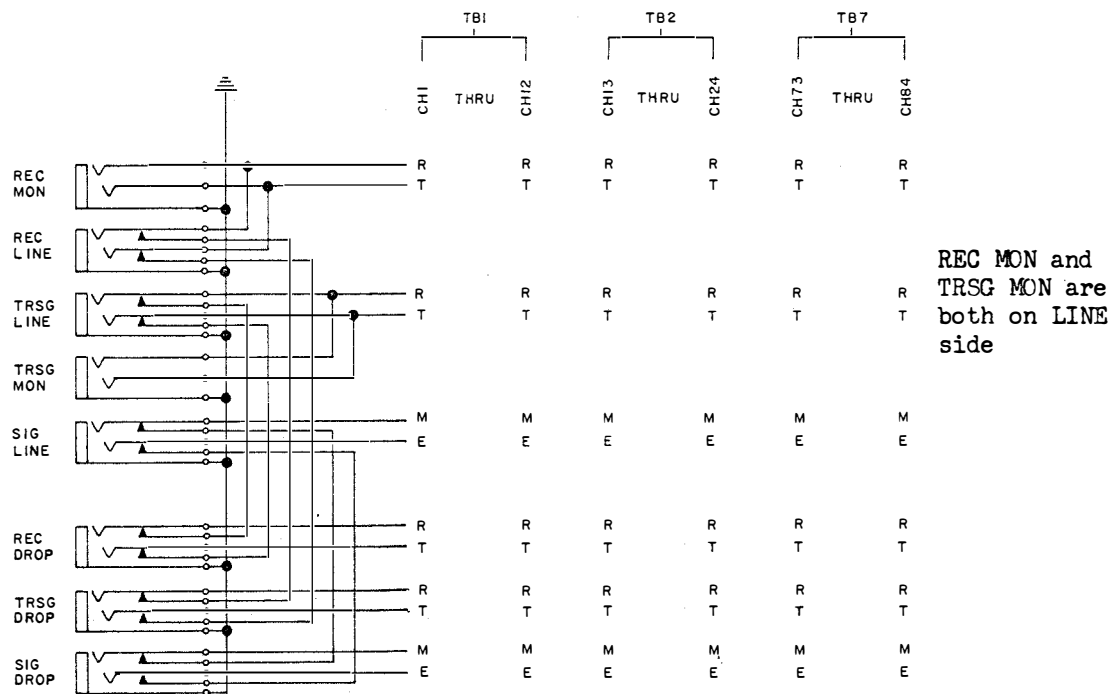 TB1 TB2 TB7
CH1 THRU CH12 CH13 THRU CH24 CH73 THRU CH84
REC MON R R R R R R
T T T T T T
REC LINE
TRSG LINE R R R R R R
T T T T T T
REC MON and
TRSG MON are
both on LINE
side
TRSG MON
SIG LINE M M M M M M
E E E E E E
REC DROP R R R R R R
T T T T T T
TRSG DROP R R R R R R
T T T T T T
SIG DROP M M M M M M
E E E E E E